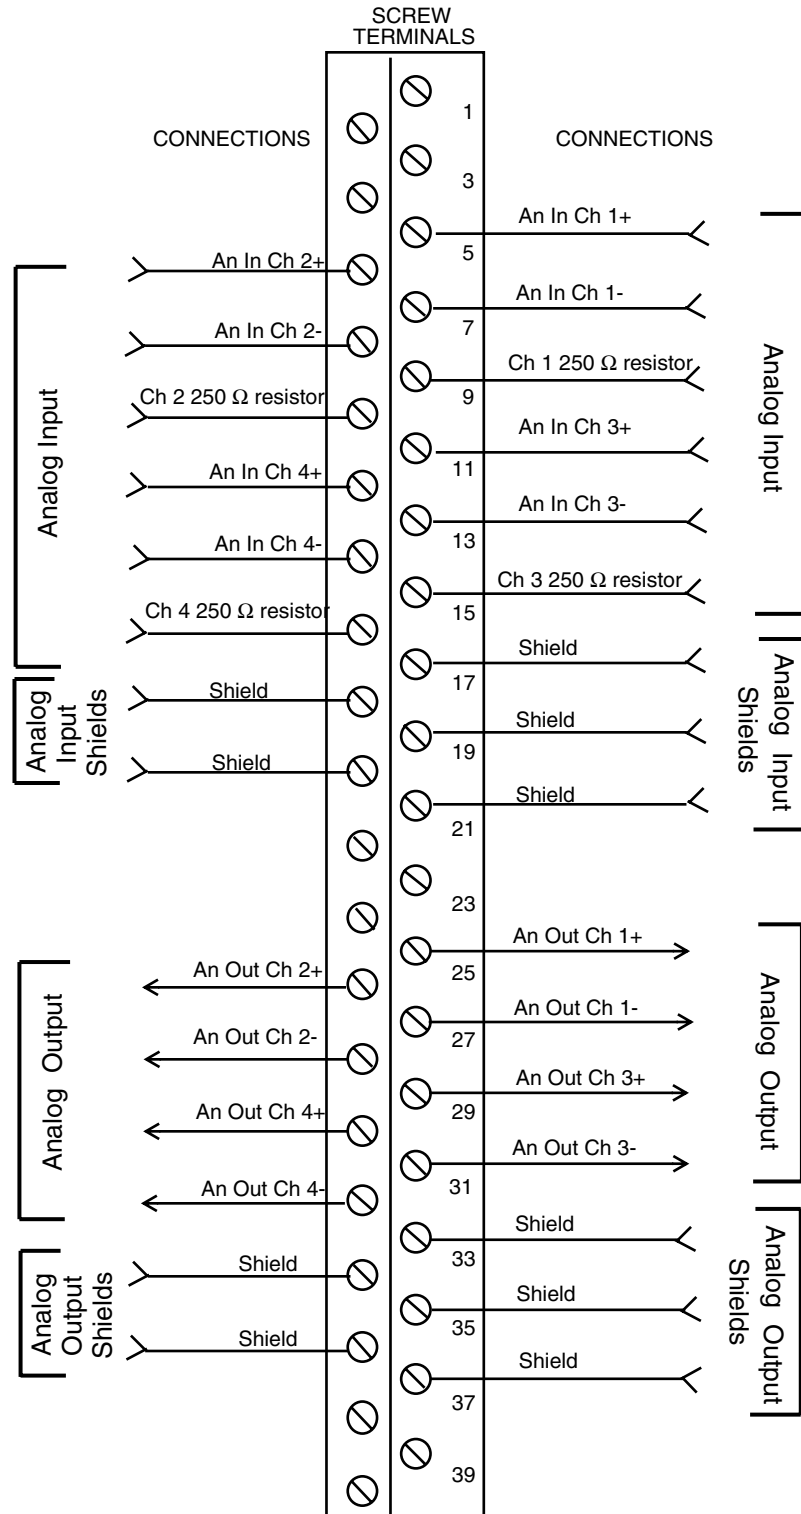 SCREW
TERMINALS
CONNECTIONS
CONNECTIONS
1
3
An In Ch 1+
5
An In Ch 2+
An In Ch 1-
7
An In Ch 2-
Ch 1 250 Ω resistor
9
Ch 2 250 Ω resistor
An In Ch 3+
11
An In Ch 4+
An In Ch 3-
13
An In Ch 4-
Ch 3 250 Ω resistor
15
Ch 4 250 Ω resistor
Analog Input
Analog Input
Shield
17
Shield
Shield
19
Shield
Shield
21
Analog
Input
Shields
Analog Input
Shields
23
An Out Ch 1+
25
An Out Ch 2+
An Out Ch 1-
27
An Out Ch 2-
An Out Ch 3+
29
An Out Ch 4+
An Out Ch 3-
31
An Out Ch 4-
Analog Output
Analog Output
Shield
33
Shield
Shield
35
Shield
Shield
37
Analog
Output
Shields
Analog Output
Shields
39